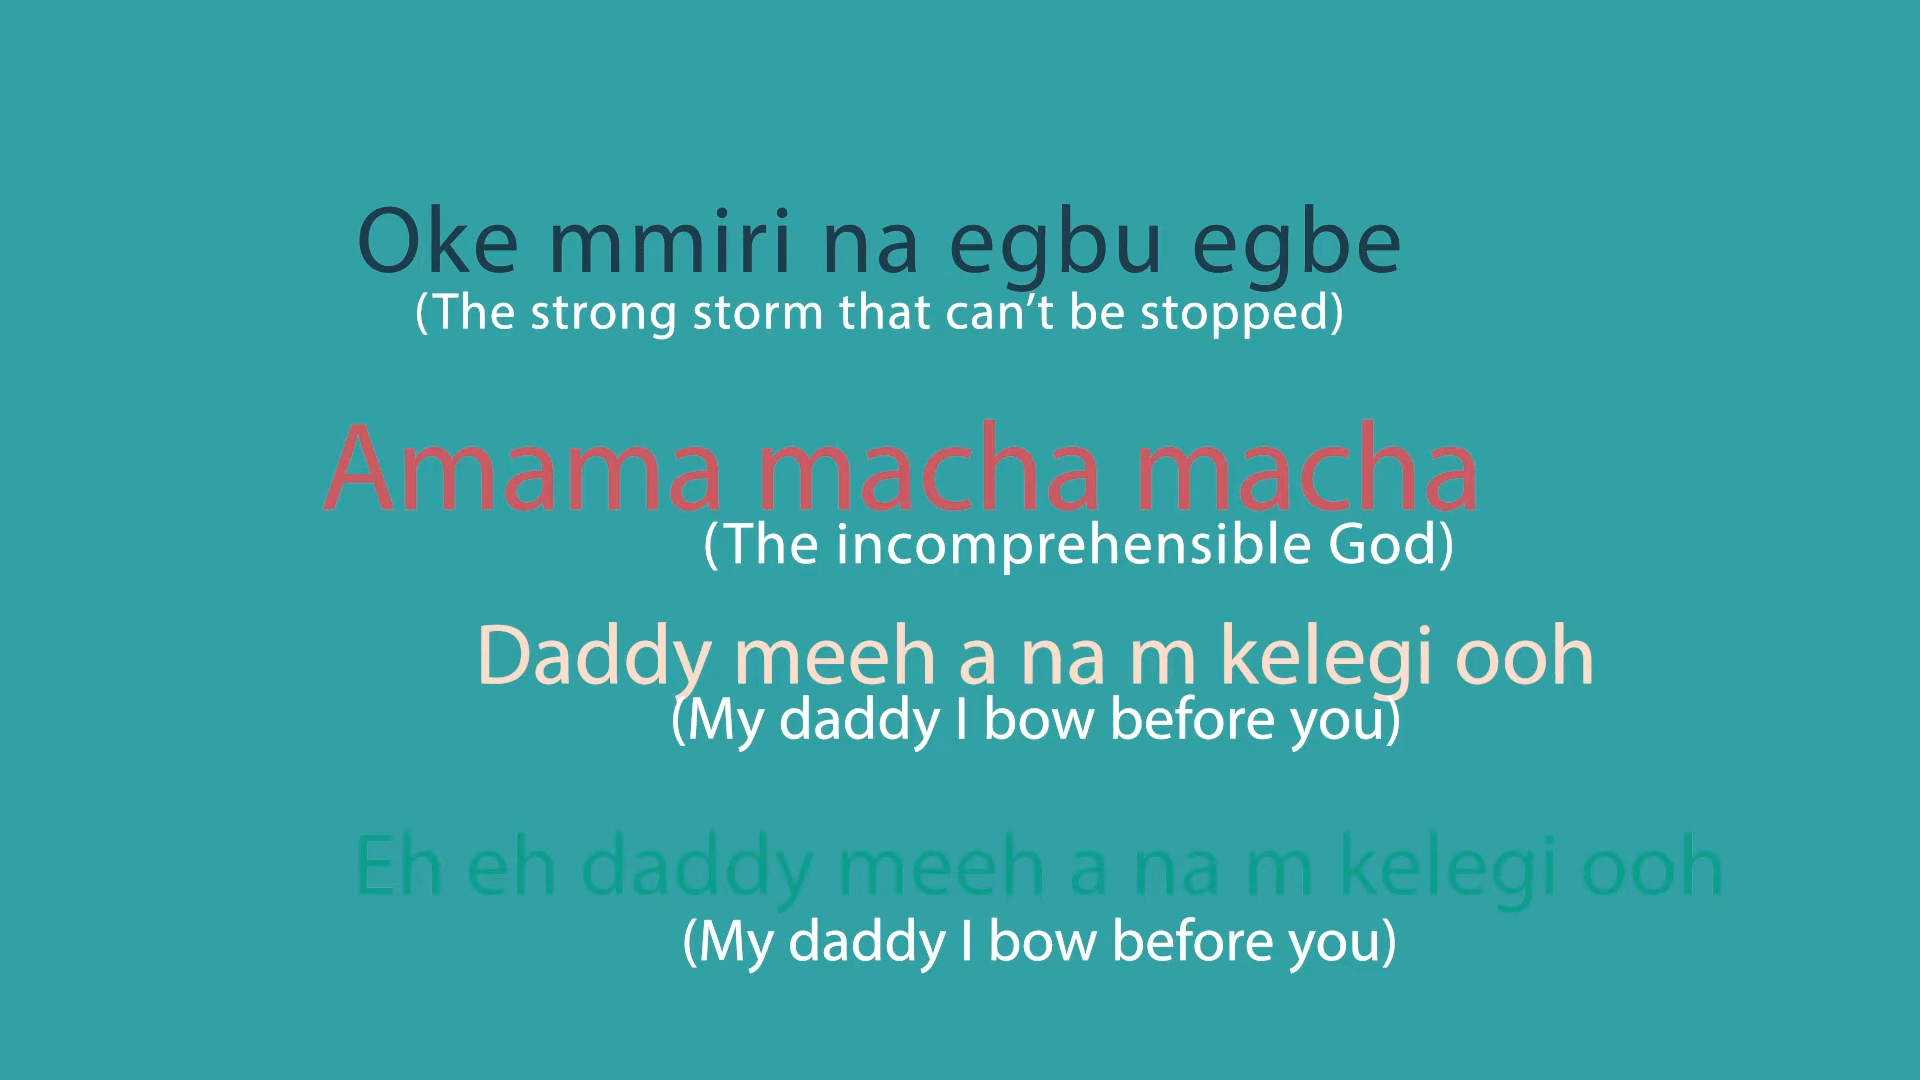 Oke mmiri na egbu egbe
(The strong storm that can’t be stopped)
Amama macha macha
(The incomprehensible God)
Daddy meeh a na m kelegi ooh
(My daddy I bow before you)
Eh eh daddy meeh a na m kelegi ooh
(My daddy I bow before you)